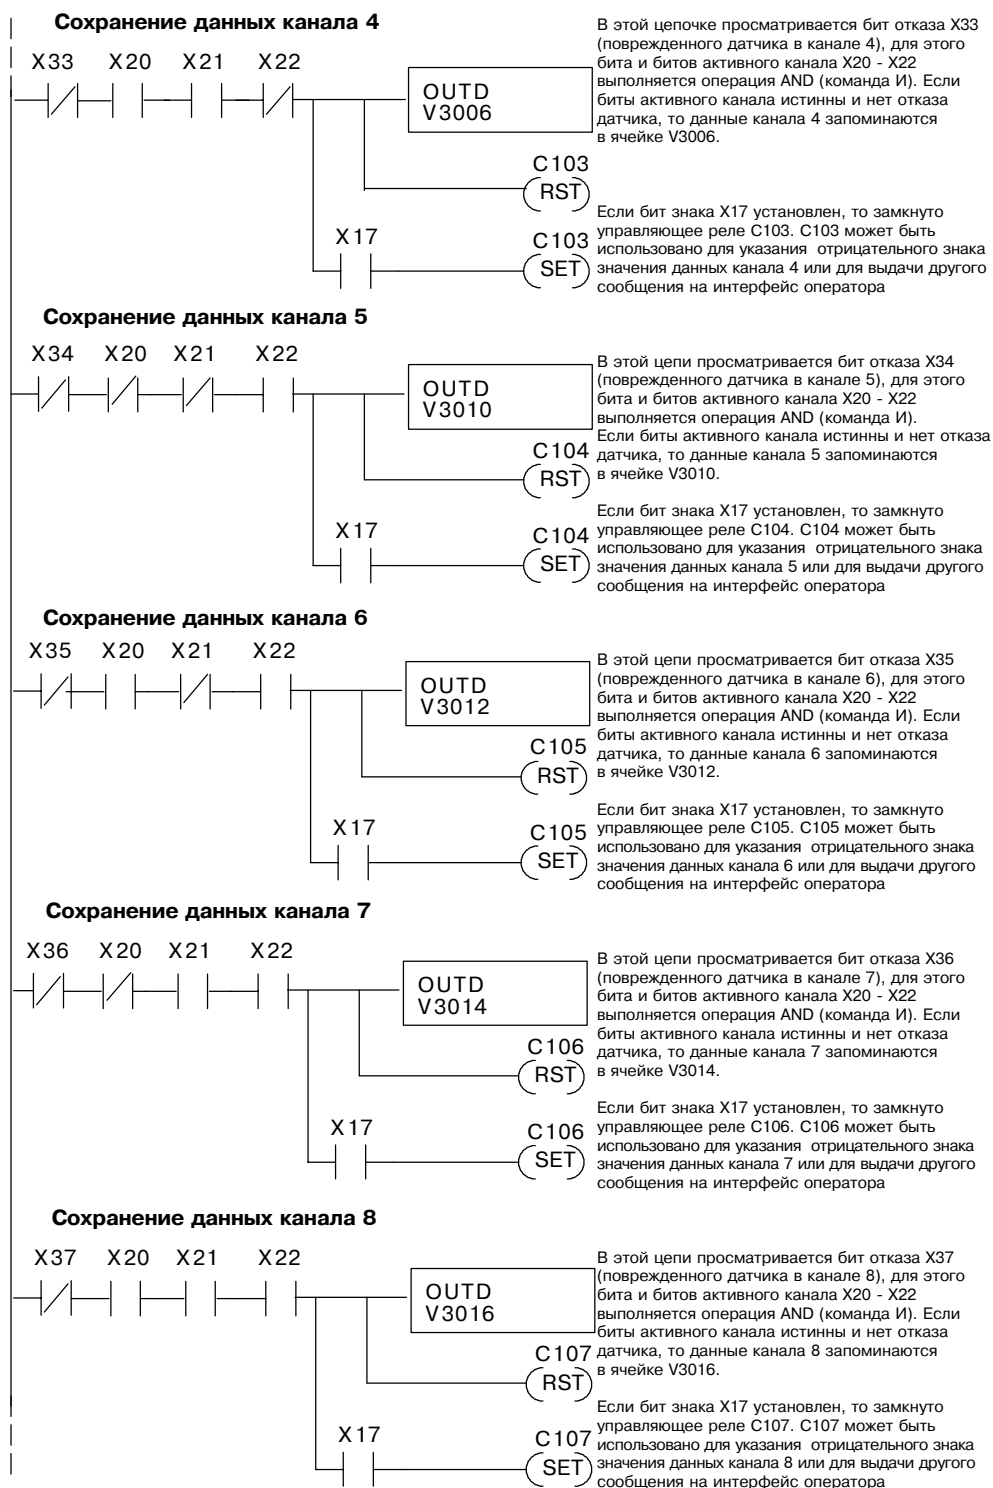 Сохранение данных канала 4
X33 X20 X21 X22
OUTD
V3006
C103
RST
X17
C103
SET
В этой цепочке просматривается бит отказа X33
(поврежденного датчика в канале 4), для этого
бита и битов активного канала X20 - X22
выполняется операция AND (команда И). Если
биты активного канала истинны и нет отказа
датчика, то данные канала 4 запоминаются
в ячейке V3006.
Если бит знака X17 установлен, то замкнуто
управляющее реле C103. C103 может быть
использовано для указания отрицательного знака
значения данных канала 4 или для выдачи другого
сообщения на интерфейс оператора
Сохранение данных канала 5
X34 X20 X21 X22
OUTD
V3010
C104
RST
X17
C104
SET
В этой цепи просматривается бит отказа X34
(поврежденного датчика в канале 5), для этого
бита и битов активного канала X20 - X22
выполняется операция AND (команда И).
Если биты активного канала истинны и нет отказа
датчика, то данные канала 5 запоминаются
в ячейке V3010.
Если бит знака X17 установлен, то замкнуто
управляющее реле C104. C104 может быть
использовано для указания отрицательного знака
значения данных канала 5 или для выдачи другого
сообщения на интерфейс оператора
Сохранение данных канала 6
X35 X20 X21 X22
OUTD
V3012
C105
RST
X17
C105
SET
В этой цепи просматривается бит отказа X35
(поврежденного датчика в канале 6), для этого
бита и битов активного канала X20 - X22
выполняется операция AND (команда И). Если
биты активного канала истинны и нет отказа
датчика, то данные канала 6 запоминаются
в ячейке V3012.
Если бит знака X17 установлен, то замкнуто
управляющее реле C105. C105 может быть
использовано для указания отрицательного знака
значения данных канала 6 или для выдачи другого
сообщения на интерфейс оператора
Сохранение данных канала 7
X36 X20 X21 X22
OUTD
V3014
C106
RST
X17
C106
SET
В этой цепи просматривается бит отказа X36
(поврежденного датчика в канале 7), для этого
бита и битов активного канала X20 - X22
выполняется операция AND (команда И). Если
биты активного канала истинны и нет отказа
датчика, то данные канала 7 запоминаются
в ячейке V3014.
Если бит знака X17 установлен, то замкнуто
управляющее реле C106. C106 может быть
использовано для указания отрицательного знака
значения данных канала 7 или для выдачи другого
сообщения на интерфейс оператора
Сохранение данных канала 8
X37 X20 X21 X22
OUTD
V3016
C107
RST
X17
C107
SET
В этой цепи просматривается бит отказа X37
(поврежденного датчика в канале 8), для этого
бита и битов активного канала X20 - X22
выполняется операция AND (команда И). Если
биты активного канала истинны и нет отказа
датчика, то данные канала 8 запоминаются
в ячейке V3016.
Если бит знака X17 установлен, то замкнуто
управляющее реле C107. C107 может быть
использовано для указания отрицательного знака
значения данных канала 8 или для выдачи другого
сообщения на интерфейс оператора